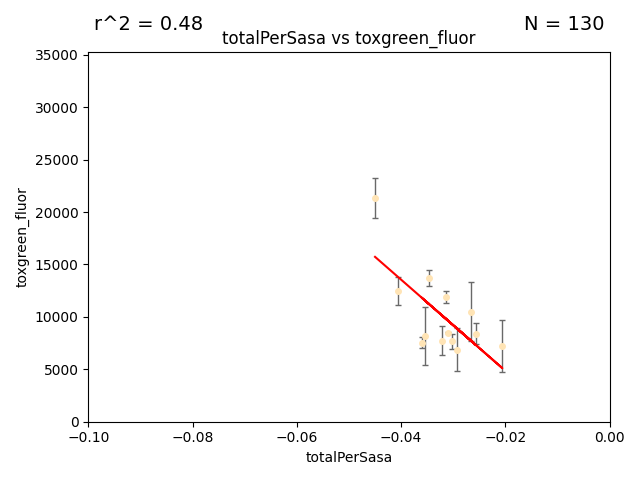 r^2 = 0.48
N = 130
totalPerSasa vs toxgreen_fluor
35000
30000
25000
20000
15000
10000
5000
0
toxgreen_fluor
−0.10 −0.08 −0.06 −0.04 −0.02 0.00
totalPerSasa